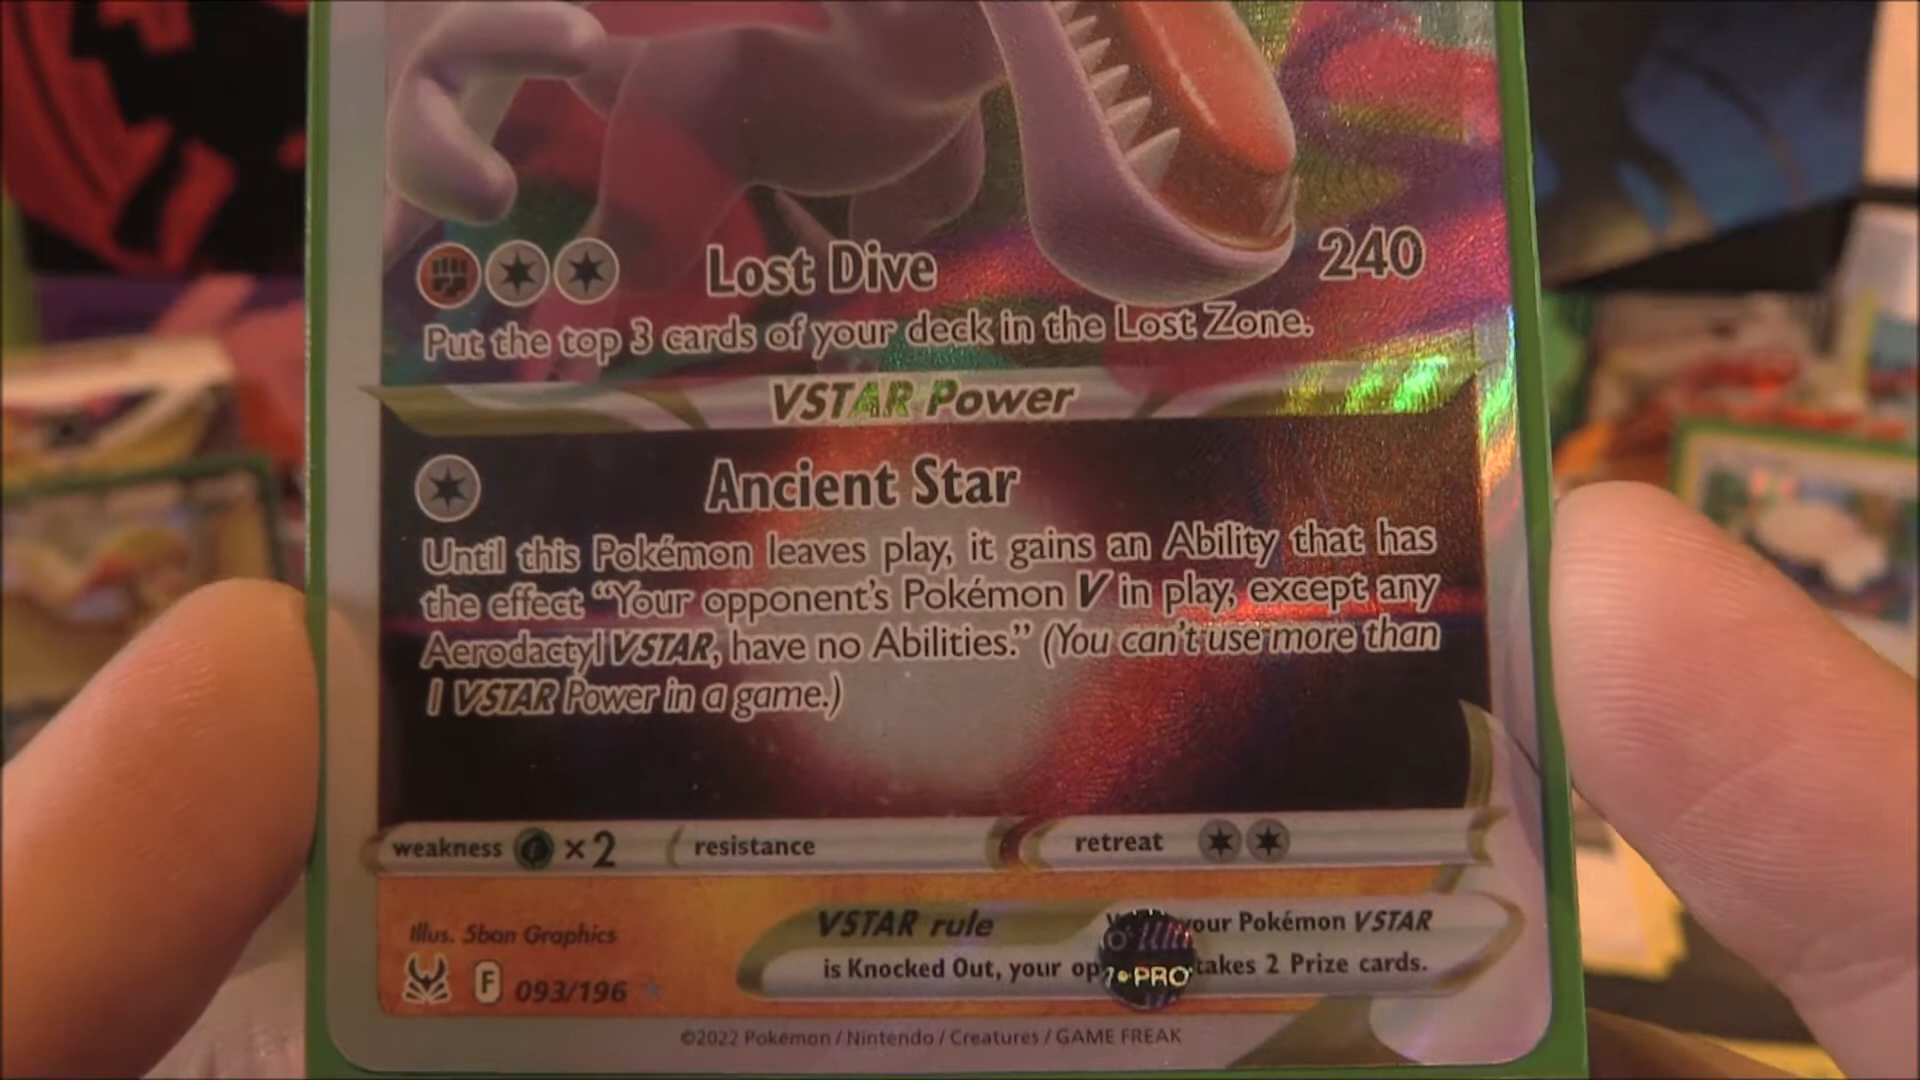 Lost Dive 240
Put the top 3 cards of your deck in the Lost Zone.
VSTAR Power
Ancient Star
Until this Pokémon leaves play, it gains an Ability that has
the effect “Your opponent’s Pokémon V in play, except any
Aerodactyl VSTAR, have no Abilities.” (You can’t use more than
1 VSTAR Power in a game.)
weakness ×2 resistance retreat
Illus. 5ban Graphics
F 093/196
VSTAR rule your Pokémon VSTAR
is Knocked Out, your op takes 2 Prize cards.
PRO
©2022 Pokémon / Nintendo / Creatures / GAME FREAK